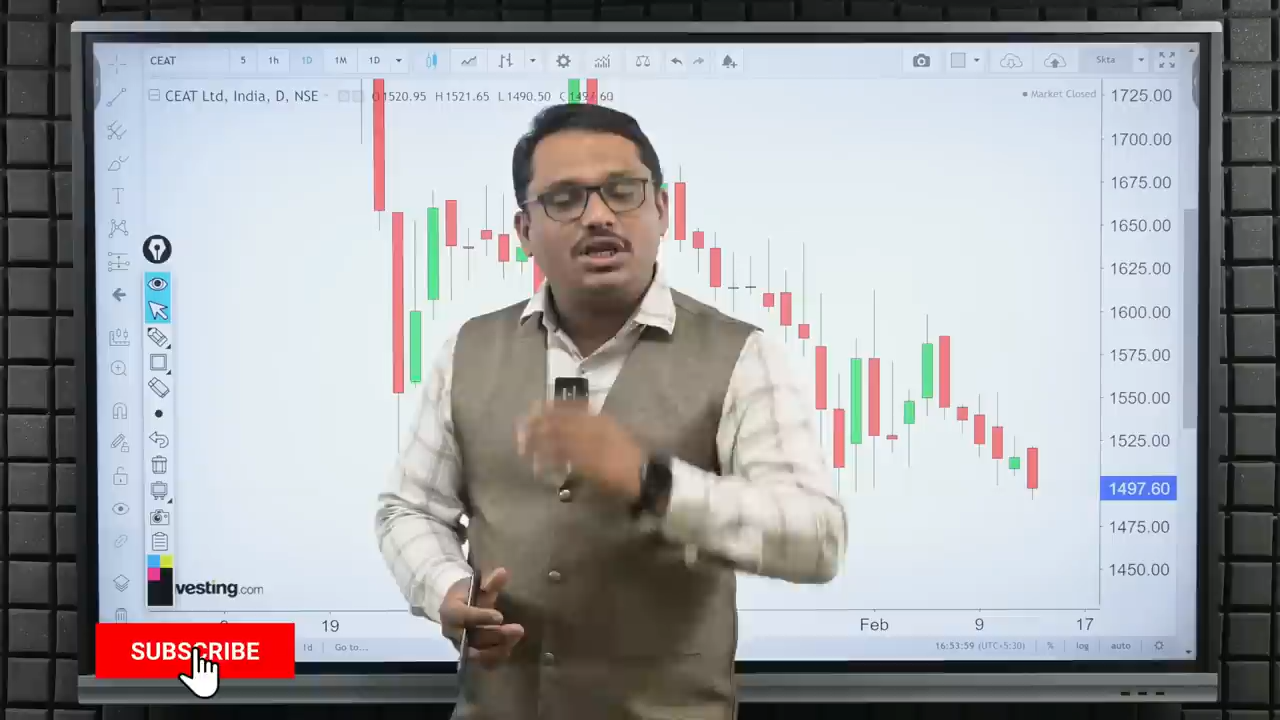 CEAT 5 1h 1D 1M 1D Skta
CEAT Ltd, India, D, NSE O1520.95 H1521.65 L1490.50 C1497.60
Market Closed
1725.00
1700.00
1675.00
1650.00
1625.00
1600.00
1575.00
1550.00
1525.00
1497.60
1475.00
1450.00
T
vesting.com
19 Feb 9 17
Go to... 16:53:59 (UTC+5:30) % log auto
SUBSCRIBE